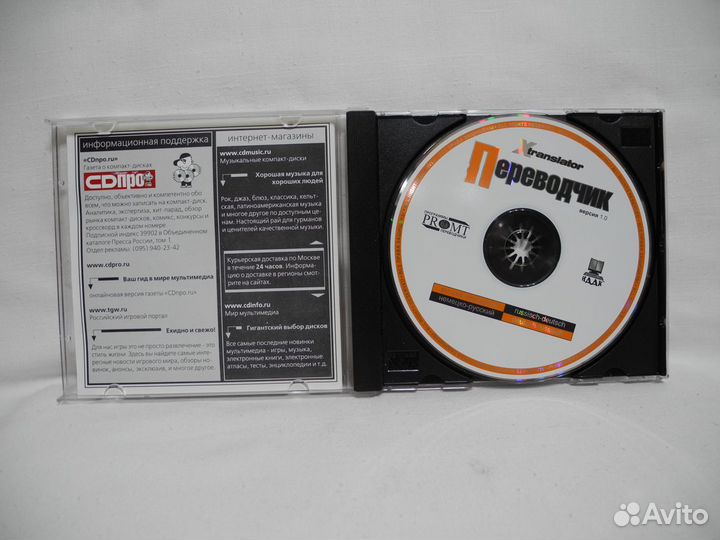 информационная поддержка
«CDпро.ru»
Газета о компакт-дисках
CDпро
Доступно, объективно и компетентно обо
всем, что можно записать на компакт-диск.
Аналитика, экспертиза, хит-парад, обзор
рынка компакт-дисков, комикс, конкурсы и
кроссворд в каждом номере
Подписной индекс 39902 в Объединенном
каталоге Пресса России, том 1.
Отдел рекламы: (095) 940-23-42
www.cdpro.ru
Ваш гид в мире мультимедиа
онлайновая версия газеты «CDпро.ru»
www.tgw.ru
Российский игровой портал
Ехидно и свежо!
Для нас игры это не просто развлечение - это
стиль жизни. Здесь вы найдете самые инте-
ресные новости игрового мира, обзоры но-
винок, анонсы, эксклюзив, и многое другое.
интернет-магазины
www.cdmusic.ru
Музыкальные компакт-диски
Хорошая музыка для
хороших людей
Рок, джаз, блюз, классика, кельт-
ская, латиноамериканская музыка
и многое другое по доступным це-
нам. Настоящий рай для гурманов
и ценителей качественной музыки.
Курьерская доставка по Москве
в течение 24 часов. Информа-
цию о доставке в регионы смот-
рите на сайтах.
www.cdinfo.ru
Мир мультимедиа
Гигантский выбор дисков
Все самые последние новинки
мультимедиа - игры, музыка,
электронные книги, электронные
атласы, тесты, энциклопедии и т.д.
Xtranslator
Переводчик
версия 1.0
PROMT
НДДК
немецко-русский
russisch-deutsch
Avito